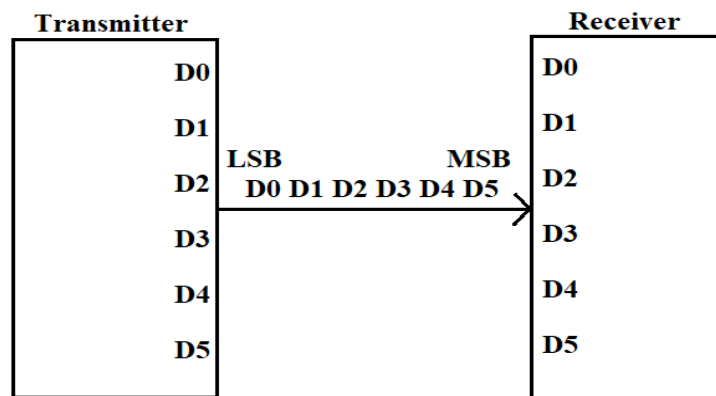 Transmitter
Receiver
D0
D1
D2
D3
D4
D5
LSB
MSB
D0 D1 D2 D3 D4 D5
D0
D1
D2
D3
D4
D5